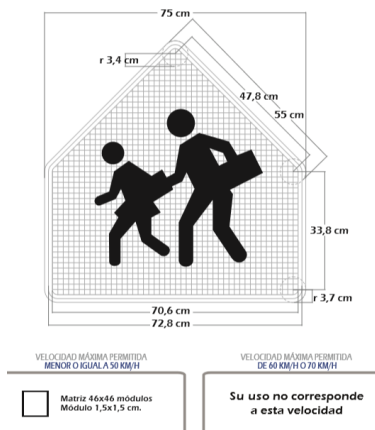 75 cm
r 3,4 cm
47,8 cm
55 cm
33,8 cm
r 3,7 cm
70,6 cm
72,8 cm
VELOCIDAD MÁXIMA PERMITIDA
MENOR O IGUAL A 50 KM/H
Matriz 46x46 módulos
Módulo 1,5x1,5 cm.
VELOCIDAD MÁXIMA PERMITIDA
DE 60 KM/H O 70 KM/H
Su uso no corresponde
a esta velocidad